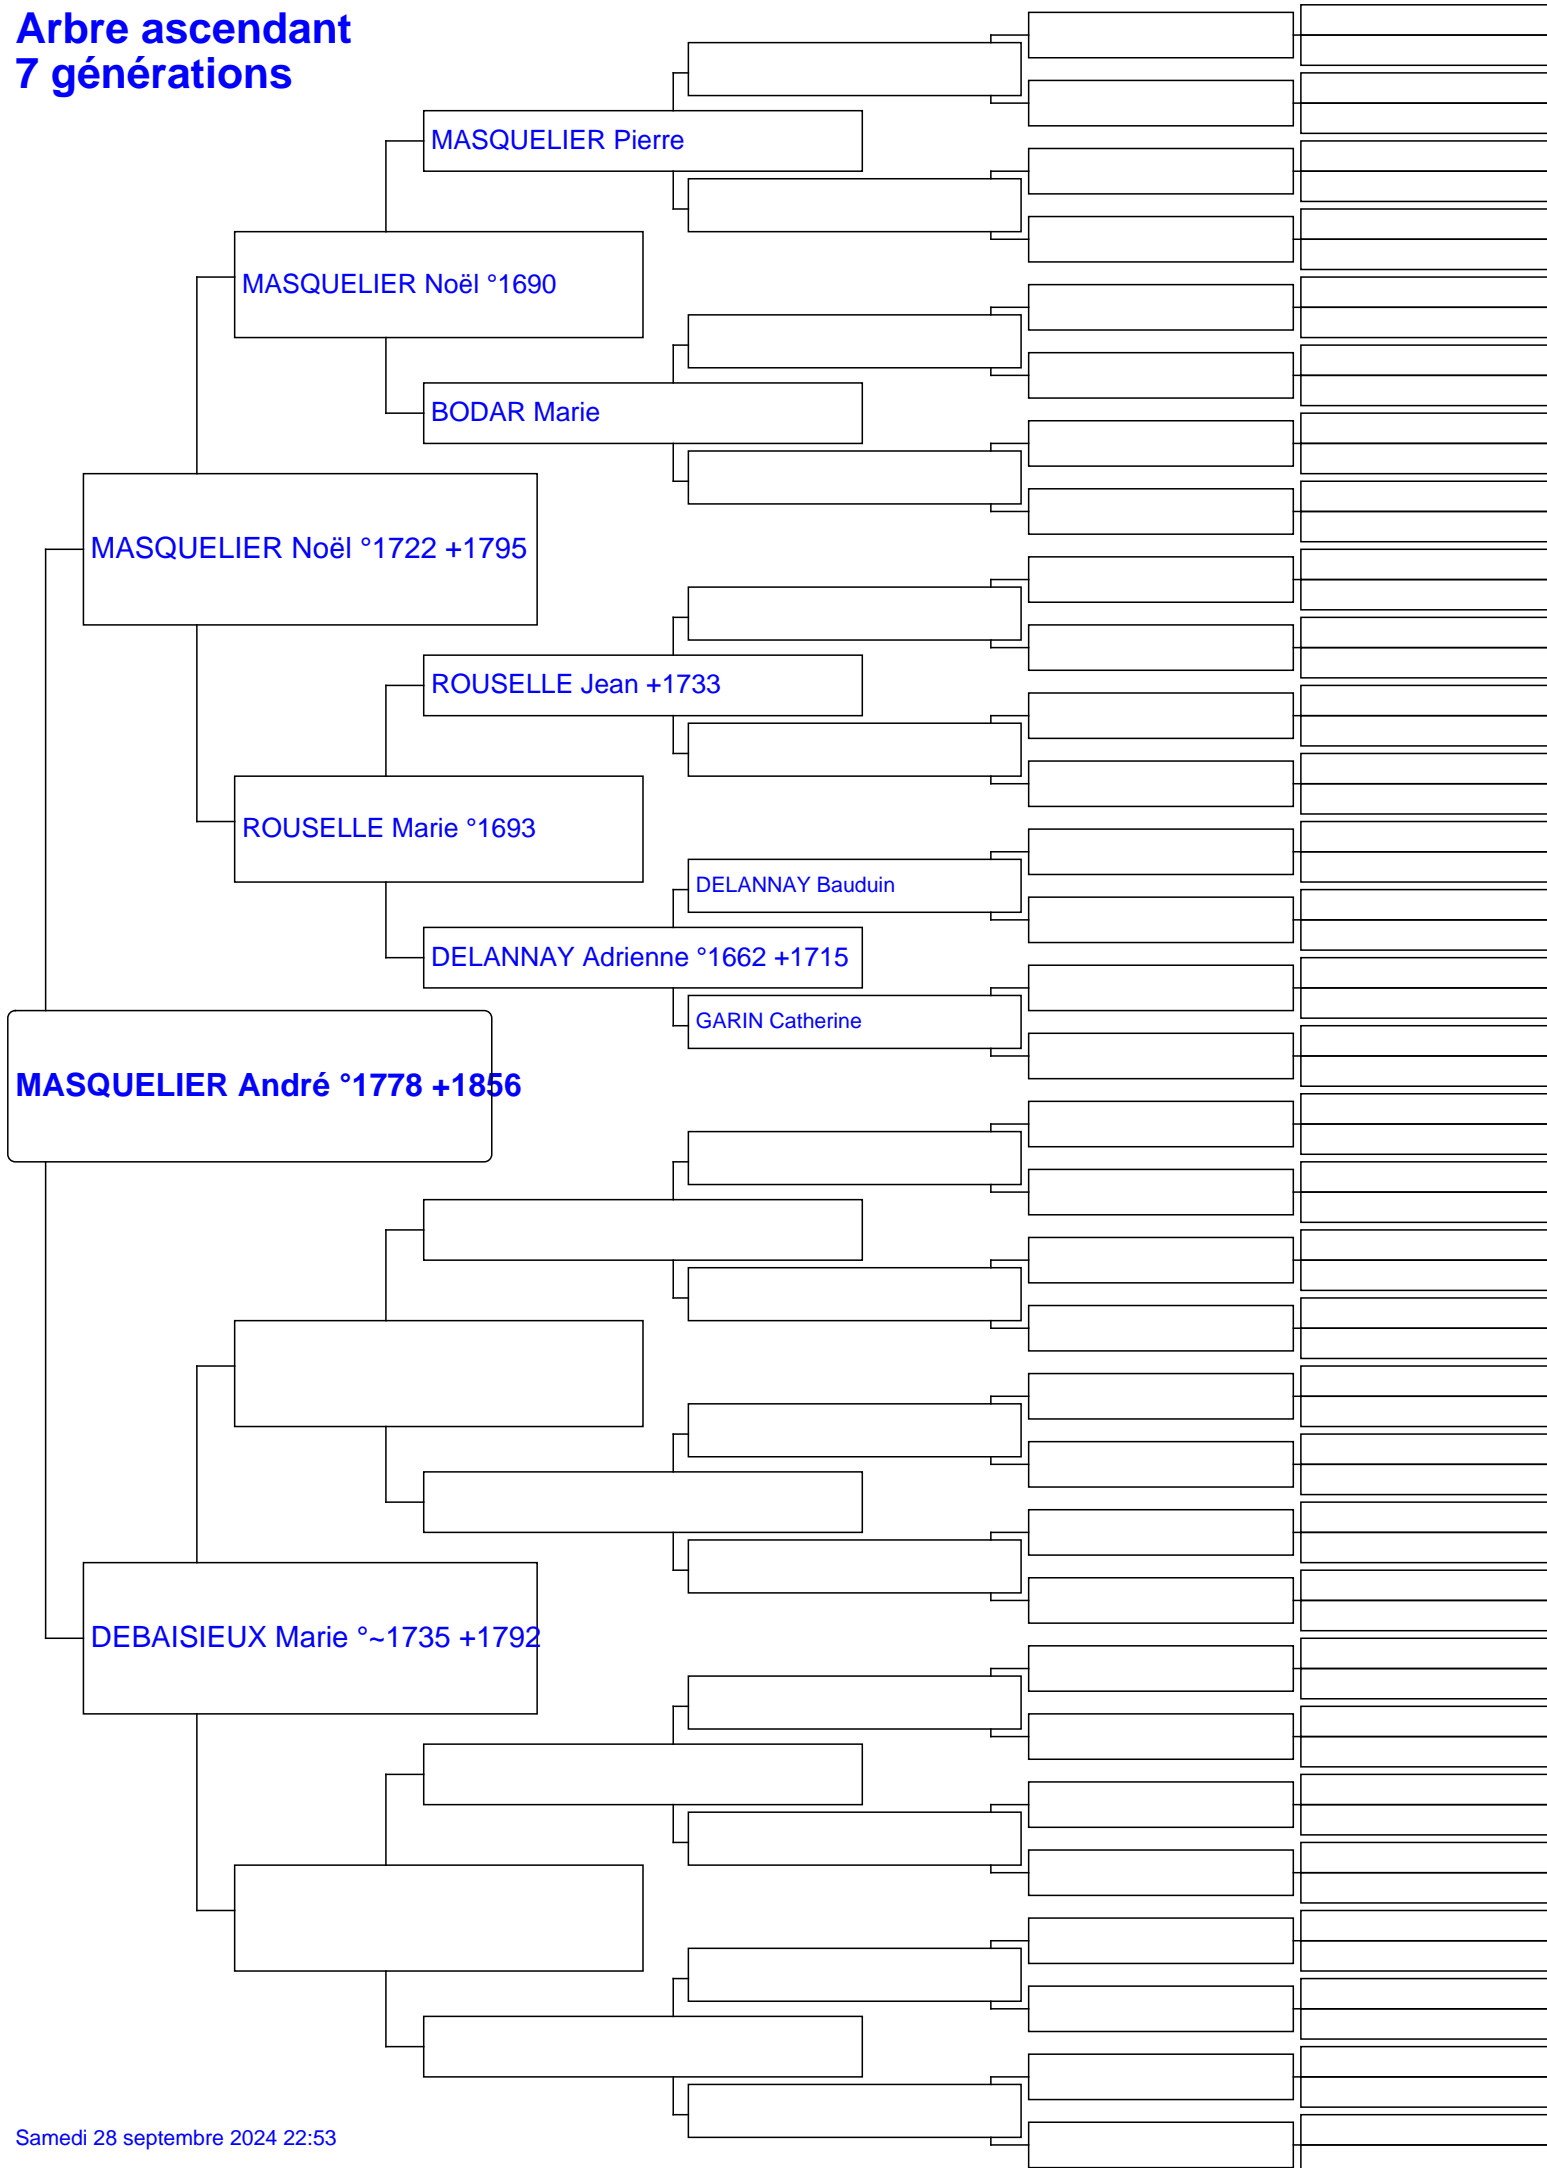 Arbre ascendant
7 générations
MASQUELIER Pierre
MASQUELIER Noël °1690
BODAR Marie
MASQUELIER Noël °1722 +1795
ROUSELLE Jean +1733
ROUSELLE Marie °1693
DELANNAY Bauduin
DELANNAY Adrienne °1662 +1715
GARIN Catherine
MASQUELIER André °1778 +1856
DEBAISIEUX Marie °~1735 +1792
Samedi 28 septembre 2024 22:53